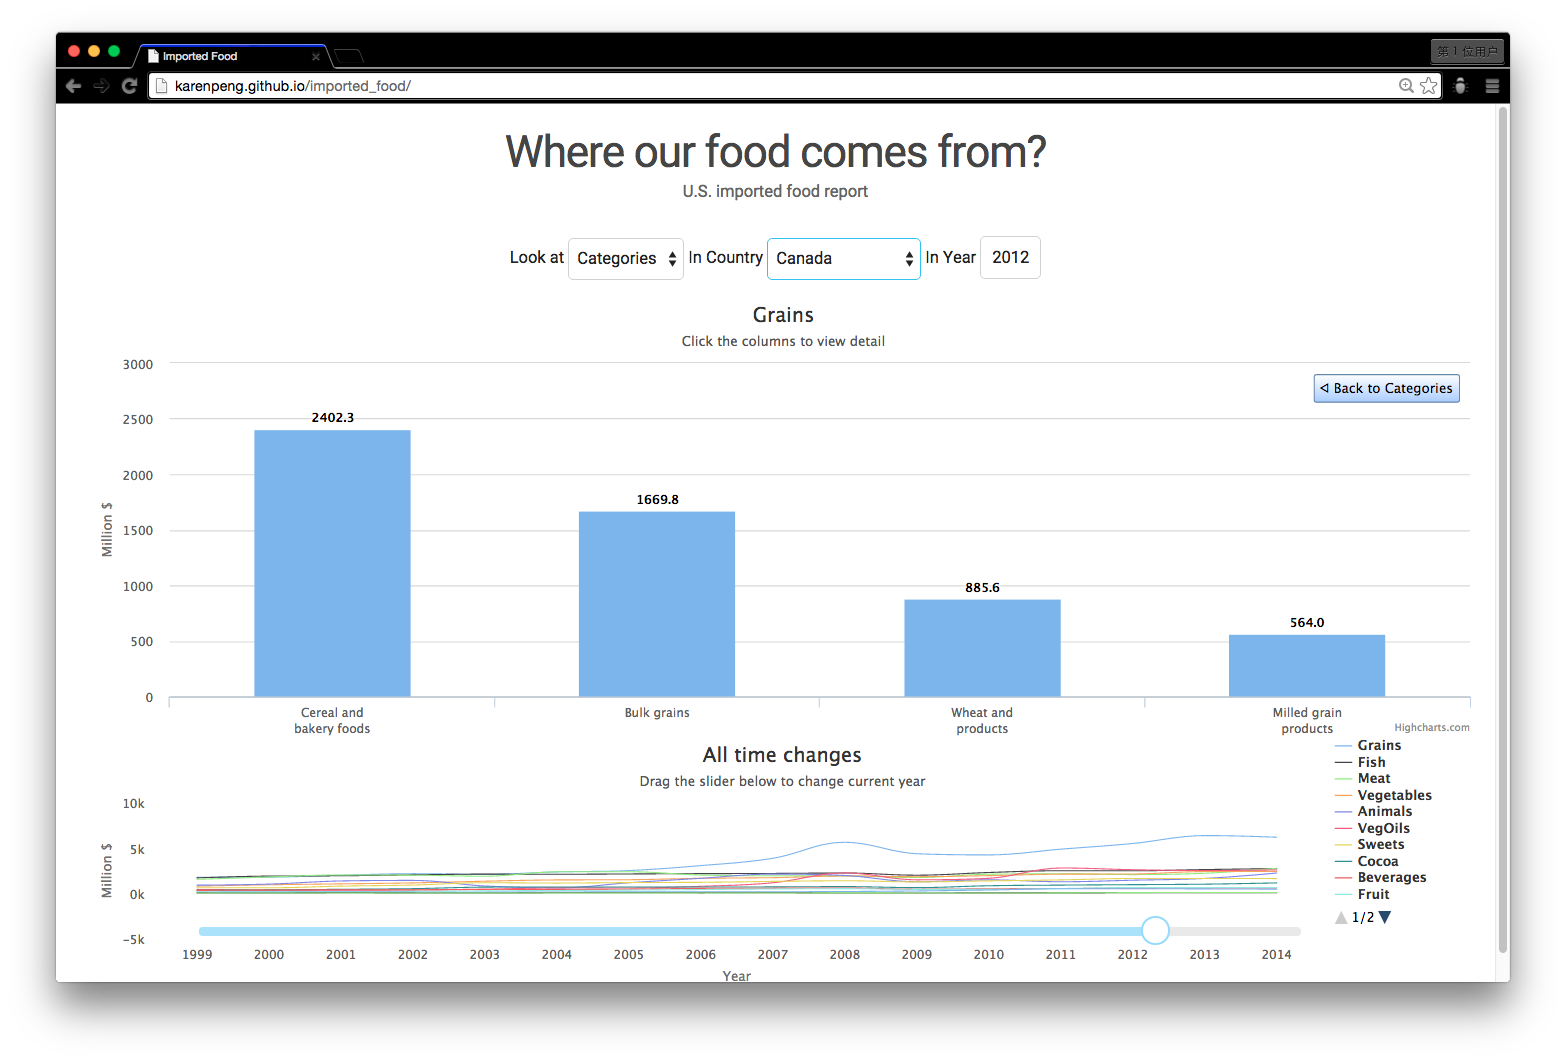 Imported Food
第 1 位用户
karenpeng.github.io/imported_food/
Where our food comes from?
U.S. imported food report
Look at Categories In Country Canada In Year 2012
Grains
Click the columns to view detail
Back to Categories
Million $
3000
2500
2000
1500
1000
500
0
2402.3
1669.8
885.6
564.0
Cereal and
bakery foods
Bulk grains
Wheat and
products
Milled grain
products
Highcharts.com
All time changes
Drag the slider below to change current year
Million $
10k
5k
0k
-5k
1999 2000 2001 2002 2003 2004 2005 2006 2007 2008 2009 2010 2011 2012 2013 2014
Year
Grains
Fish
Meat
Vegetables
Animals
VegOils
Sweets
Cocoa
Beverages
Fruit
1/2